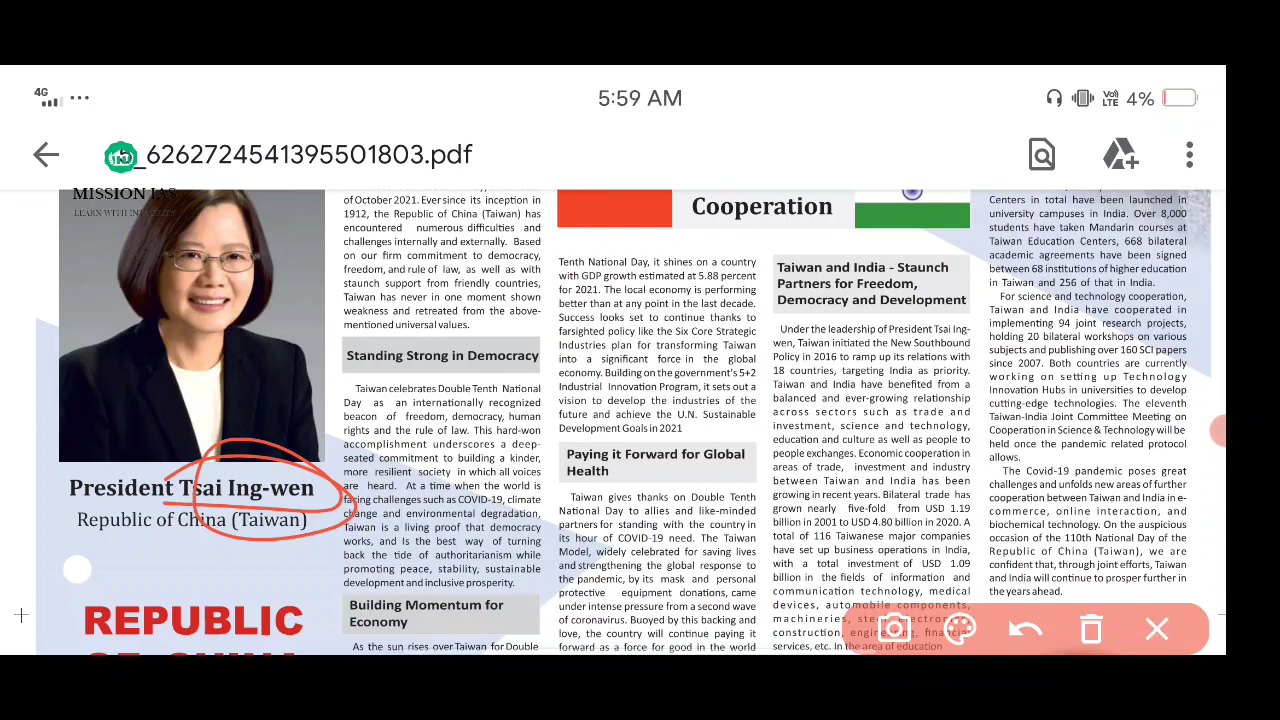 4G
5:59 AM
Vo)
LTE
4%
_6262724541395501803.pdf
MISSION IAS
LEARN WITH
President Tsai Ing-wen
Republic of China (Taiwan)
REPUBLIC
OF CHINA
of October 2021. Ever since its inception in
1912, the Republic of China (Taiwan) has
encountered numerous difficulties and
challenges internally and externally. Based
on our firm commitment to democracy,
freedom, and rule of law, as well as with
staunch support from friendly countries,
Taiwan has never in one moment shown
weakness and retreated from the above-
mentioned universal values.
Standing Strong in Democracy
Taiwan celebrates Double Tenth National
Day as an internationally recognized
beacon of freedom, democracy, human
rights and the rule of law. This hard-won
accomplishment underscores a deep-
seated commitment to building a kinder,
more resilient society in which all voices
are heard. At a time when the world is
facing challenges such as COVID-19, climate
change and environmental degradation,
Taiwan is a living proof that democracy
works, and Is the best way of turning
back the tide of authoritarianism while
promoting peace, stability, sustainable
development and inclusive prosperity.
Building Momentum for
Economy
As the sun rises over Taiwan for Double
Cooperation
Tenth National Day, it shines on a country
with GDP growth estimated at 5.88 percent
for 2021. The local economy is performing
better than at any point in the last decade.
Success looks set to continue thanks to
farsighted policy like the Six Core Strategic
Industries plan for transforming Taiwan
into a significant force in the global
economy. Building on the government's 5+2
Industrial Innovation Program, it sets out a
vision to develop the industries of the
future and achieve the U.N. Sustainable
Development Goals in 2021
Paying it Forward for Global
Health
Taiwan gives thanks on Double Tenth
National Day to allies and like-minded
partners for standing with the country in
its hour of COVID-19 need. The Taiwan
Model, widely celebrated for saving lives
and strengthening the global response to
the pandemic, by its mask and personal
protective equipment donations, came
under intense pressure from a second wave
of coronavirus. Buoyed by this backing and
love, the country will continue paying it
forward as a force for good in the world
Taiwan and India - Staunch
Partners for Freedom,
Democracy and Development
Under the leadership of President Tsai Ing-
wen, Taiwan initiated the New Southbound
Policy in 2016 to ramp up its relations with
18 countries, targeting India as priority.
Taiwan and India have benefited from a
balanced and ever-growing relationship
across sectors such as trade and
investment, science and technology,
education and culture as well as people to
people exchanges. Economic cooperation in
areas of trade, investment and industry
between Taiwan and India has been
growing in recent years. Bilateral trade has
grown nearly five-fold from USD 1.19
billion in 2001 to USD 4.80 billion in 2020. A
total of 116 Taiwanese major companies
have set up business operations in India,
with a total investment of USD 1.09
billion in the fields of information and
communication technology, medical
devices, automobile components,
machineries, steel, electronics,
construction, engineering, financial
services, etc. In the area of education
Centers in total have been launched in
university campuses in India. Over 8,000
students have taken Mandarin courses at
Taiwan Education Centers, 668 bilateral
academic agreements have been signed
between 68 institutions of higher education
in Taiwan and 256 of that in India.
For science and technology cooperation,
Taiwan and India have cooperated in
implementing 94 joint research projects,
holding 20 bilateral workshops on various
subjects and publishing over 160 SCI papers
since 2007. Both countries are currently
working on setting up Technology
Innovation Hubs in universities to develop
cutting-edge technologies. The eleventh
Taiwan-India Joint Committee Meeting on
Cooperation in Science & Technology will be
held once the pandemic related protocol
allows.
The Covid-19 pandemic poses great
challenges and unfolds new areas of further
cooperation between Taiwan and India in e-
commerce, online interaction, and
biochemical technology. On the auspicious
occasion of the 110th National Day of the
Republic of China (Taiwan), we are
confident that, through joint efforts, Taiwan
and India will continue to prosper further in
the years ahead.